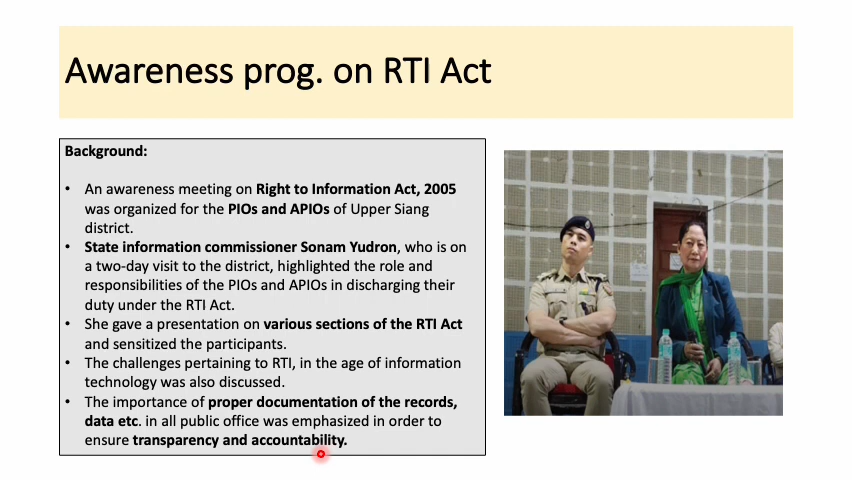 Awareness prog. on RTI Act
Background:
• An awareness meeting on Right to Information Act, 2005
was organized for the PIOs and APIOs of Upper Siang
district.
• State information commissioner Sonam Yudron, who is on
a two-day visit to the district, highlighted the role and
responsibilities of the PIOs and APIOs in discharging their
duty under the RTI Act.
• She gave a presentation on various sections of the RTI Act
and sensitized the participants.
• The challenges pertaining to RTI, in the age of information
technology was also discussed.
• The importance of proper documentation of the records,
data etc. in all public office was emphasized in order to
ensure transparency and accountability.